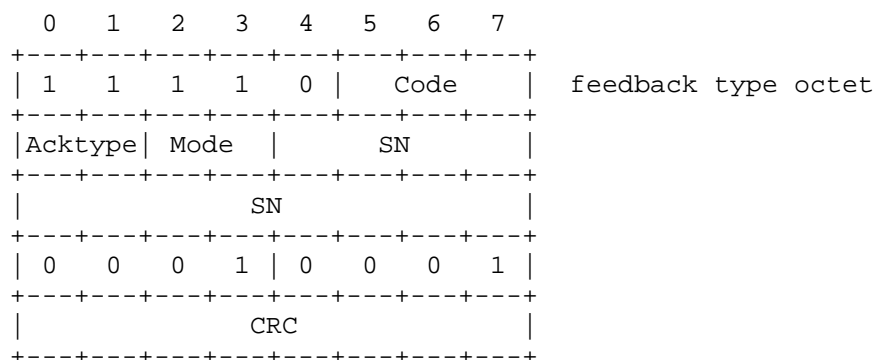 0   1   2   3   4   5   6   7
+---+---+---+---+---+---+---+---+
| 1   1   1   1   0 |   Code    |  feedback type octet
+---+---+---+---+---+---+---+---+
|Acktype| Mode  |      SN       |
+---+---+---+---+---+---+---+---+
|              SN               |
+---+---+---+---+---+---+---+---+
| 0   0   0   1 | 0   0   0   1 |
+---+---+---+---+---+---+---+---+
|              CRC              |
+---+---+---+---+---+---+---+---+